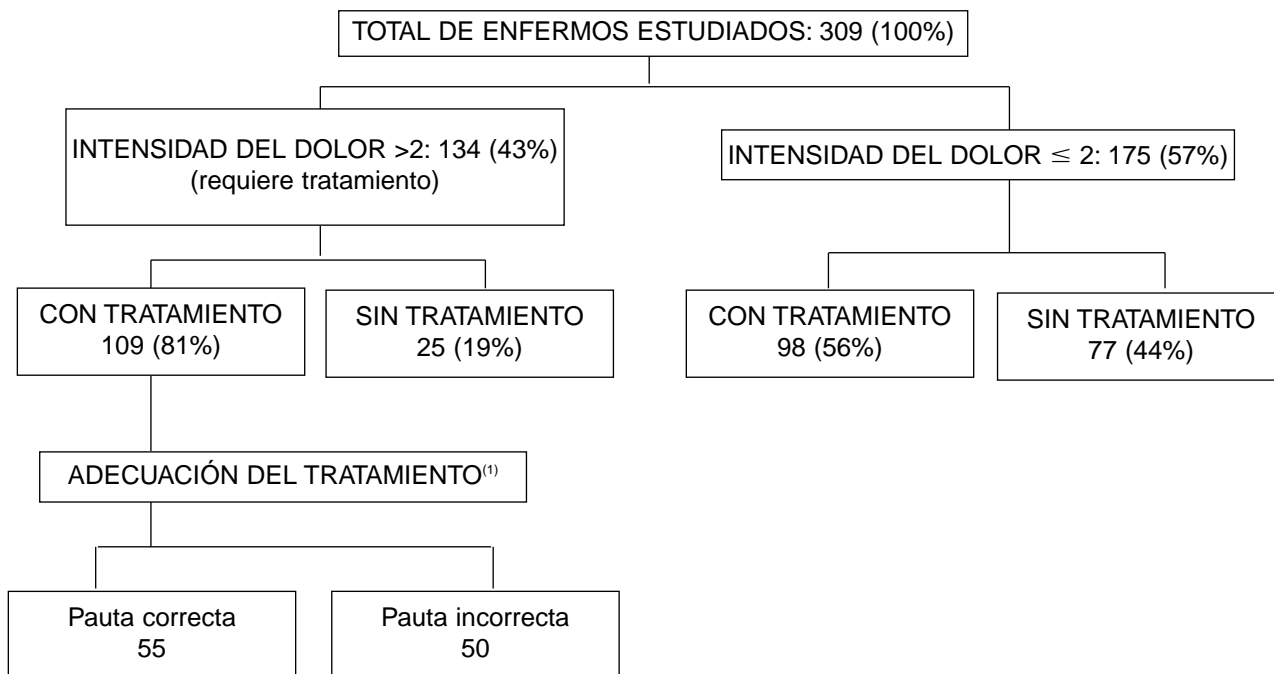 TOTAL DE ENFERMOS ESTUDIADOS: 309 (100%)
INTENSIDAD DEL DOLOR >2: 134 (43%)
(requiere tratamiento)
INTENSIDAD DEL DOLOR ≤ 2: 175 (57%)
CON TRATAMIENTO
109 (81%)
SIN TRATAMIENTO
25 (19%)
CON TRATAMIENTO
98 (56%)
SIN TRATAMIENTO
77 (44%)
ADECUACIÓN DEL TRATAMIENTO(1)
Pauta correcta
55
Pauta incorrecta
50